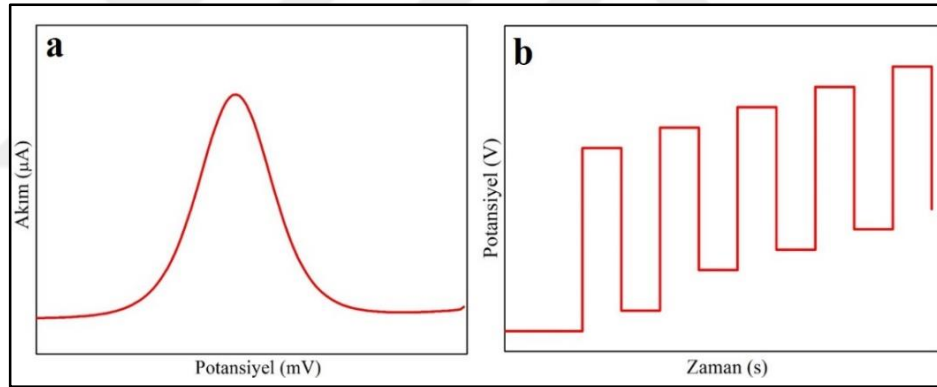 a
Akım (µA)
Potansiyel (mV)
b
Potansiyel (V)
Zaman (s)